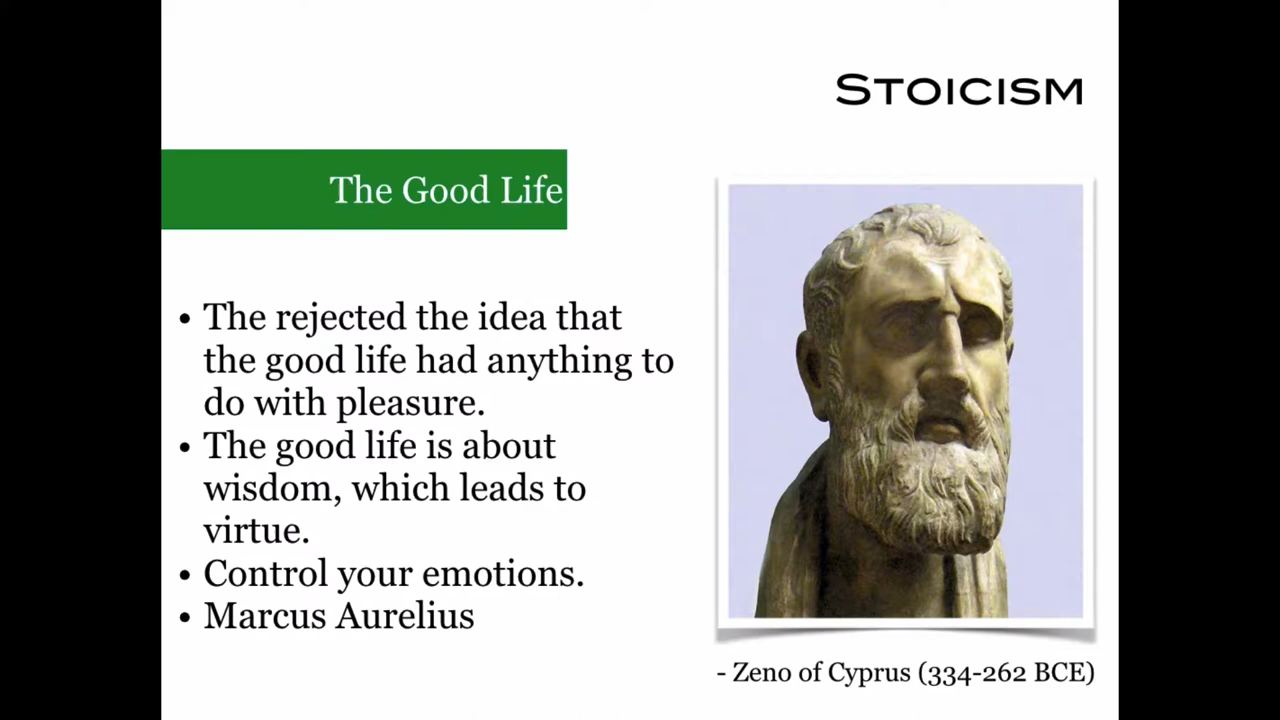 STOICISM
The Good Life
• The rejected the idea that
the good life had anything to
do with pleasure.
• The good life is about
wisdom, which leads to
virtue.
• Control your emotions.
• Marcus Aurelius
- Zeno of Cyprus (334-262 BCE)